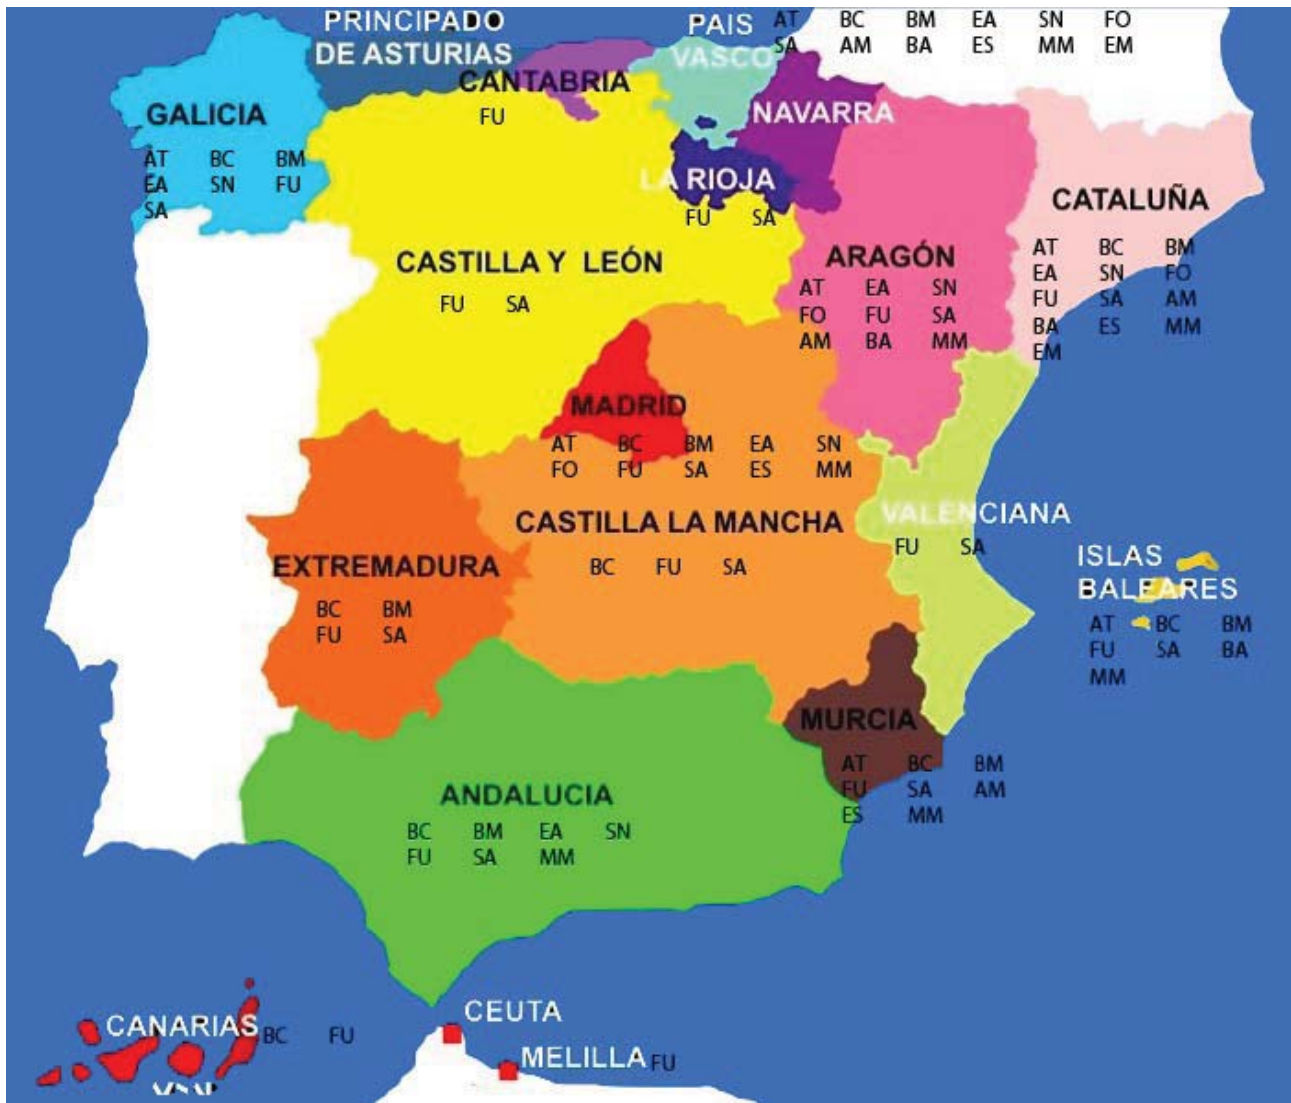 PRINCIPADO
DE ASTURIAS
PAIS
VASCO
AT BC BM EA SN FO
SA AM BA ES MM EM
CANTABRIA
FU
GALICIA
AT BC BM
EA SN FU
SA
NAVARRA
LA RIOJA
FU SA
CATALUÑA
AT BC BM
EA SN FO
FU SA AM
BA ES MM
EM
CASTILLA Y LEÓN
FU SA
ARAGÓN
AT EA SN
FO FU SA
AM BA MM
MADRID
AT BC BM EA SN
FO FU SA ES MM
CASTILLA LA MANCHA
BC FU SA
VALENCIANA
FU SA
EXTREMADURA
BC BM
FU SA
ISLAS
BALEARES
AT BC BM
FU SA BA
MM
MURCIA
AT BC BM
FU SA AM
ES MM
ANDALUCIA
BC BM EA SN
FU SA MM
CANARIAS
BC FU
CEUTA
MELILLA FU